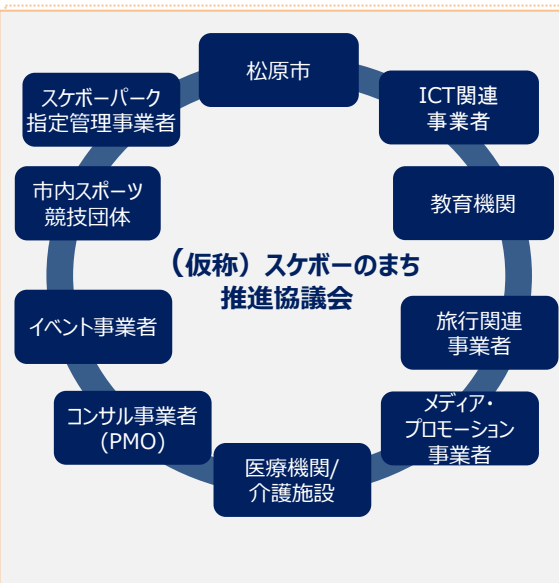 松原市
スケボーパーク
指定管理事業者
ICT関連
事業者
市内スポーツ
競技団体
教育機関
（仮称）スケボーのまち
推進協議会
イベント事業者
旅行関連
事業者
コンサル事業者
(PMO)
メディア・
プロモーション
事業者
医療機関/
介護施設